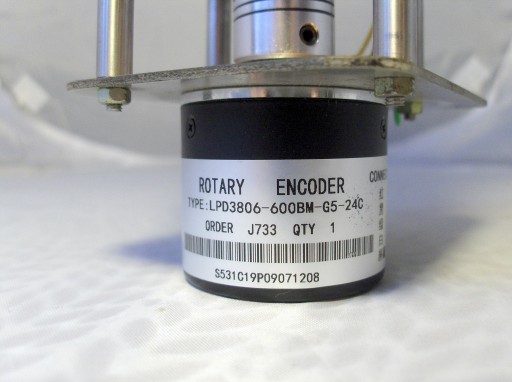 ROTARY ENCODER
TYPE:LPD3806-600BM-G5-24C
ORDER J733 QTY 1
S531C19P09071208